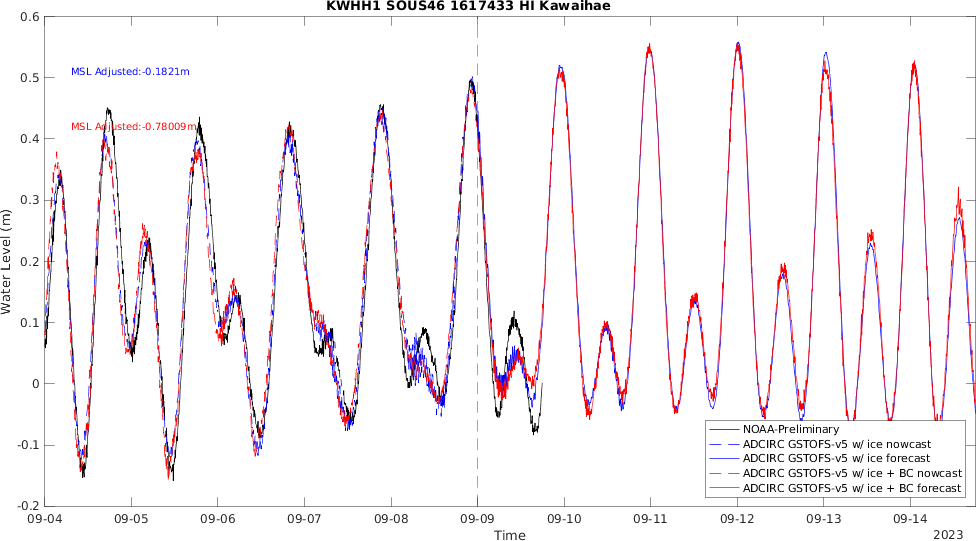 KWHH1 SOUS46 1617433 HI Kawaihae
0.6
0.5
0.4
0.3
0.2
0.1
0
-0.1
-0.2
Water Level (m)
MSL Adjusted:-0.1821m
MSL Adjusted:-0.78009m
NOAA-Preliminary
ADCIRC GSTOFS-v5 w/ ice nowcast
ADCIRC GSTOFS-v5 w/ ice forecast
ADCIRC GSTOFS-v5 w/ ice + BC nowcast
ADCIRC GSTOFS-v5 w/ ice + BC forecast
09-04 09-05 09-06 09-07 09-08 09-09 09-10 09-11 09-12 09-13 09-14
Time
2023